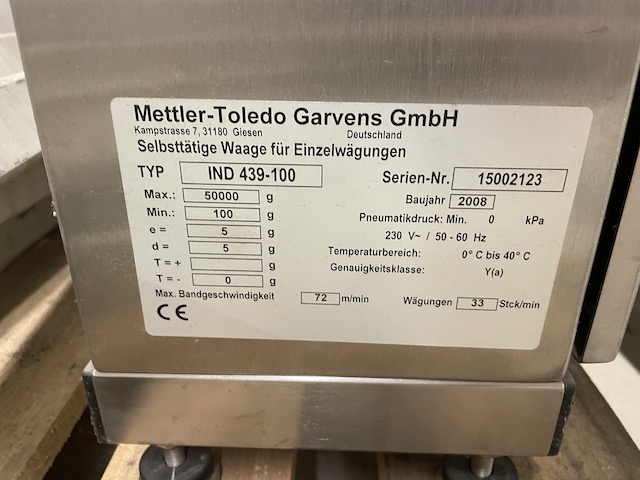 Mettler-Toledo Garvens GmbH
Kampstrasse 7, 31180 Giesen Deutschland
Selbsttätige Waage für Einzelwägungen
TYP IND 439-100 Serien-Nr. 15002123
Max.: 50000 g Baujahr 2008
Min.: 100 g Pneumatikdruck: Min. 0 kPa
e = 5 g 230 V~ / 50 - 60 Hz
d = 5 g Temperaturbereich: 0° C bis 40° C
T = + g Genauigkeitsklasse: Y(a)
T = - 0 g
Max. Bandgeschwindigkeit 72 m/min Wägungen 33 Stck/min
CE